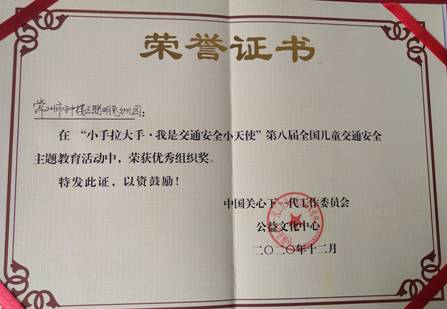 荣誉证书
常州市钟楼区聪明兔幼儿园：
在“小手拉大手·我是交通安全小天使”第八届全国儿童交通安全
主题教育活动中，荣获优秀组织奖。
特发此证，以资鼓励！
中国关心下一代工作委员会
公益文化中心
二〇二〇年十二月